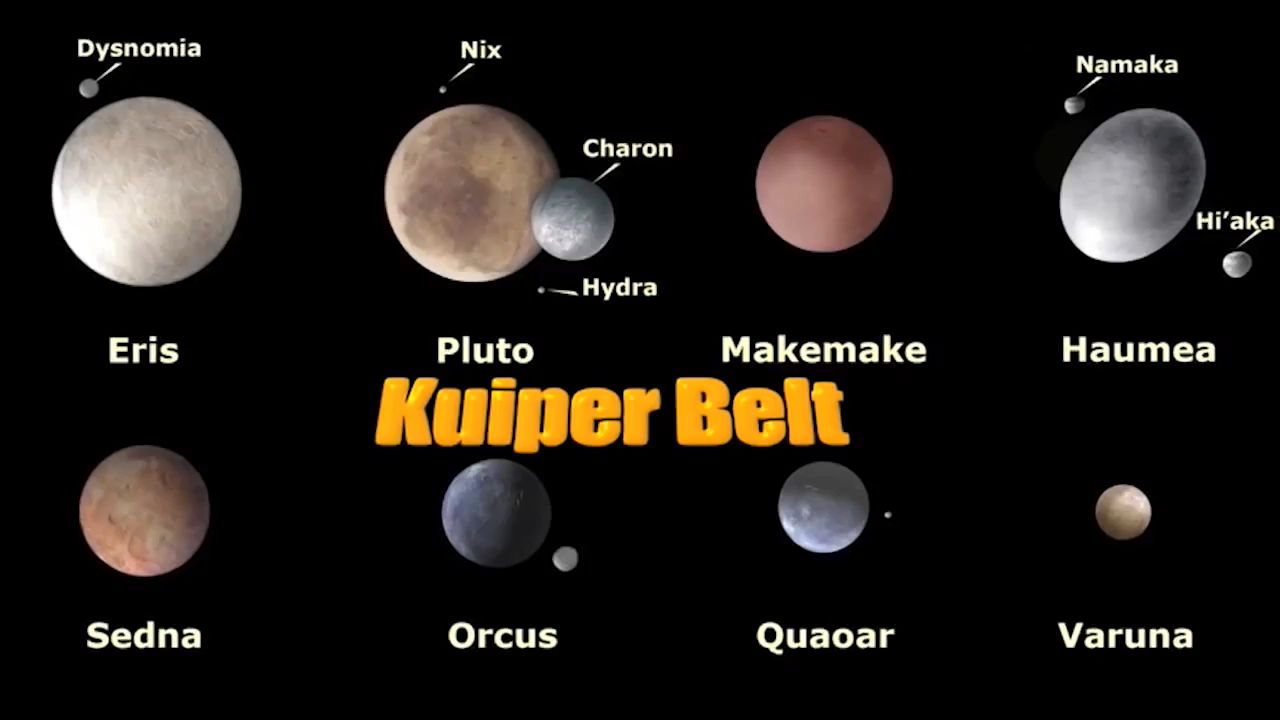 Dysnomia
Nix
Namaka
Charon
Hi’aka
Hydra
Eris
Pluto
Makemake
Haumea
Kuiper Belt
Sedna
Orcus
Quaoar
Varuna